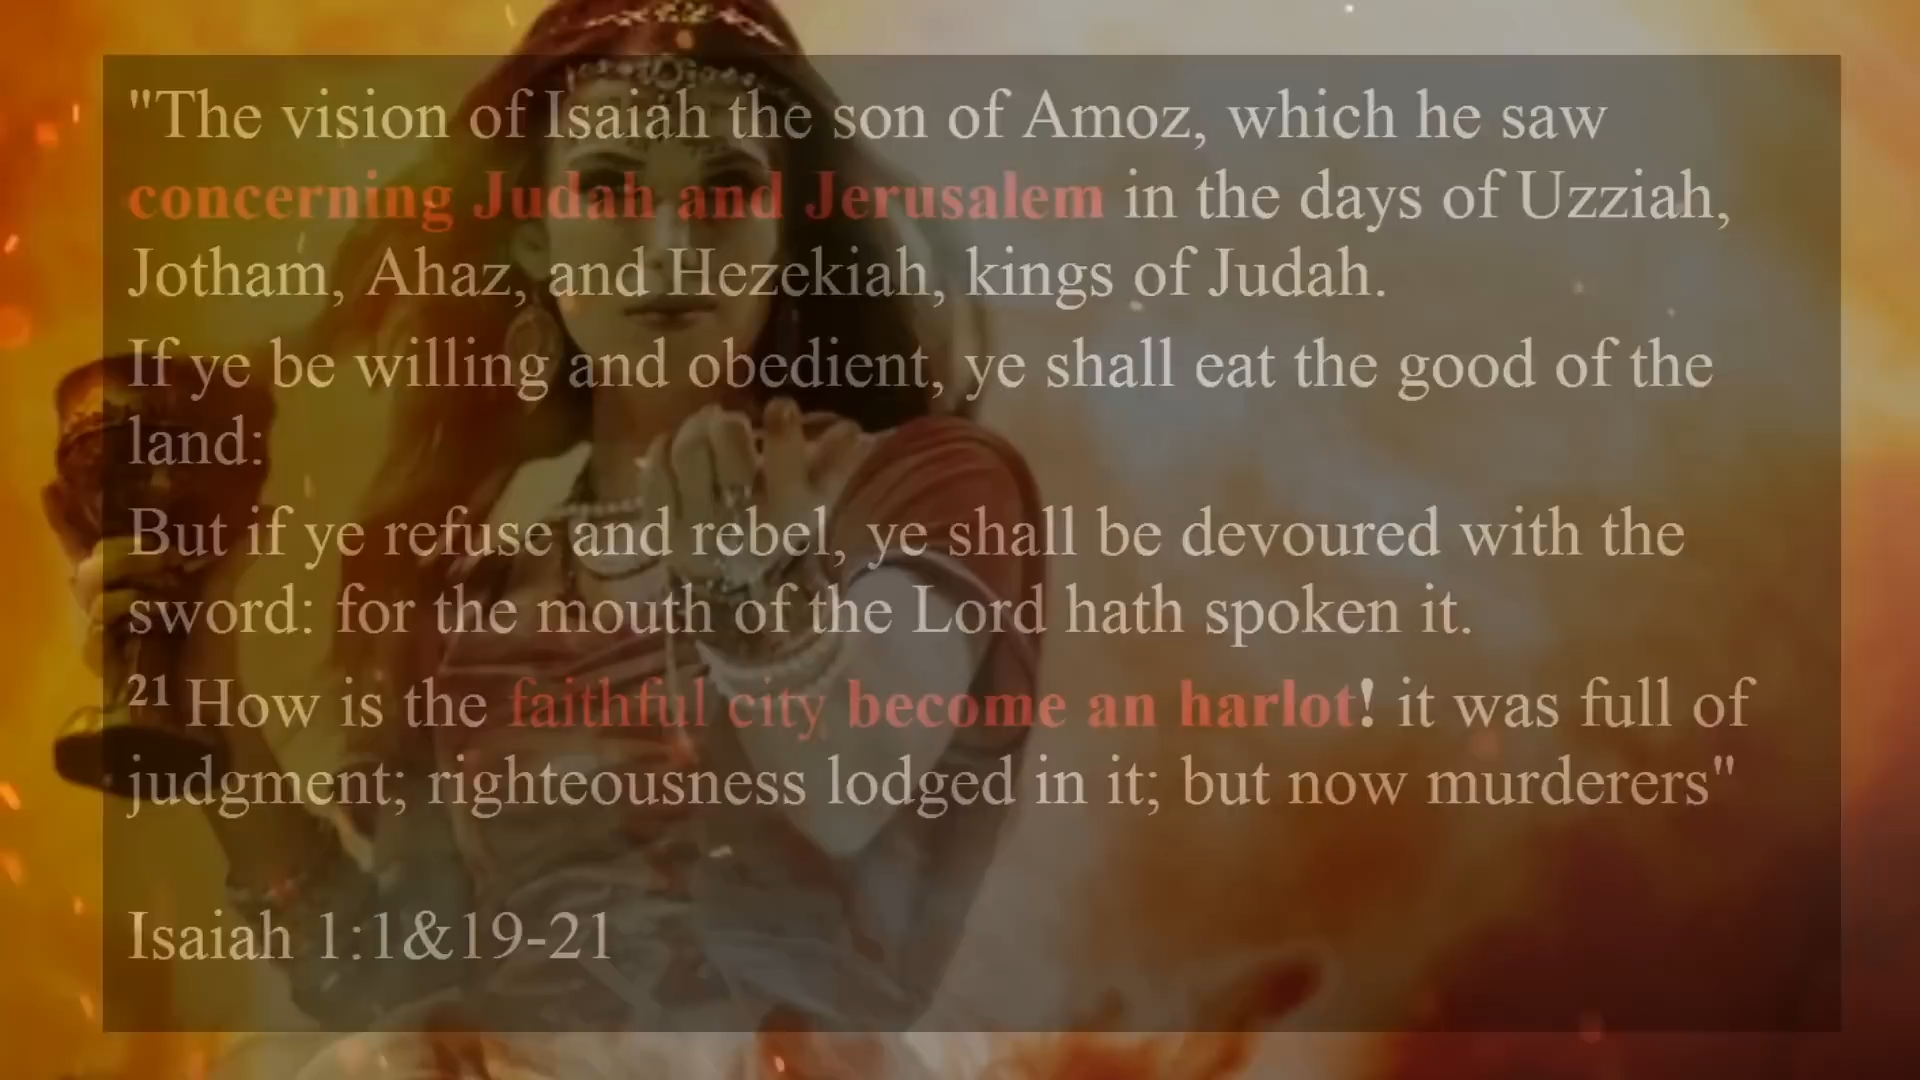 "The vision of Isaiah the son of Amoz, which he saw
concerning Judah and Jerusalem in the days of Uzziah,
Jotham, Ahaz, and Hezekiah, kings of Judah.
If ye be willing and obedient, ye shall eat the good of the
land:
But if ye refuse and rebel, ye shall be devoured with the
sword: for the mouth of the Lord hath spoken it.
21 How is the faithful city become an harlot! it was full of
judgment; righteousness lodged in it; but now murderers"
Isaiah 1:1&19-21